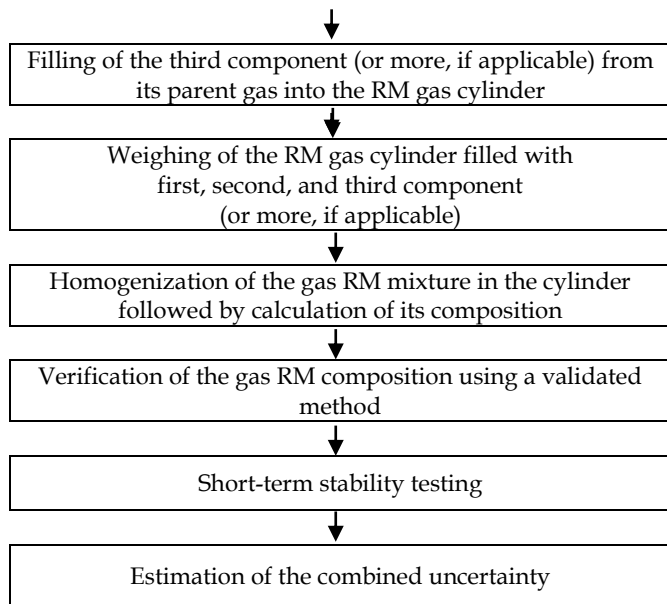 Filling of the third component (or more, if applicable) from
its parent gas into the RM gas cylinder
Weighing of the RM gas cylinder filled with
first, second, and third component
(or more, if applicable)
Homogenization of the gas RM mixture in the cylinder
followed by calculation of its composition
Verification of the gas RM composition using a validated
method
Short-term stability testing
Estimation of the combined uncertainty